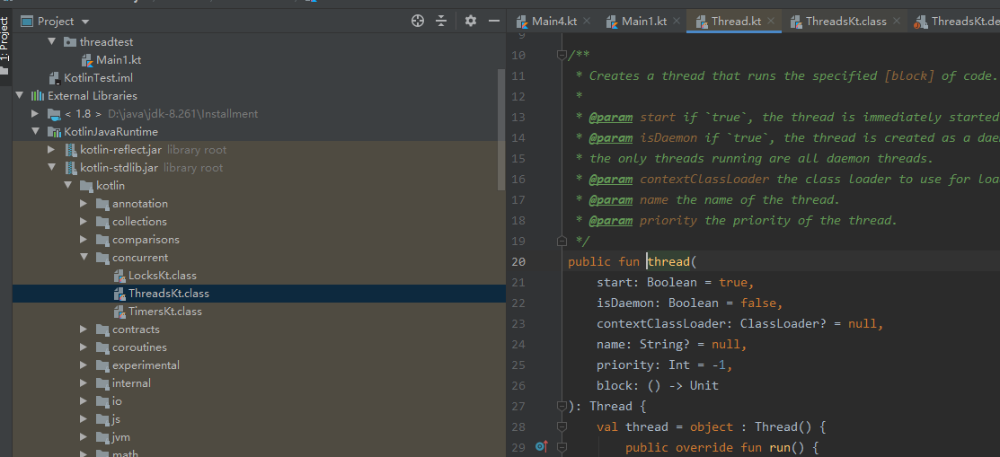 Project
1: Project
threadtest
Main1.kt
KotlinTest.iml
External Libraries
< 1.8 > D:\java\jdk-8.261\Installment
KotlinJavaRuntime
kotlin-reflect.jar library root
kotlin-stdlib.jar library root
kotlin
annotation
collections
comparisons
concurrent
LocksKt.class
ThreadsKt.class
TimersKt.class
contracts
coroutines
experimental
internal
io
js
jvm
math
Main4.kt Main1.kt Thread.kt ThreadsKt.class ThreadsKt.de
9
10 /**
11 * Creates a thread that runs the specified [block] of code.
12 *
13 * @param start if `true`, the thread is immediately started
14 * @param isDaemon if `true`, the thread is created as a dae
15 * the only threads running are all daemon threads.
16 * @param contextClassLoader the class loader to use for loa
17 * @param name the name of the thread.
18 * @param priority the priority of the thread.
19 */
20 public fun thread(
21 start: Boolean = true,
22 isDaemon: Boolean = false,
23 contextClassLoader: ClassLoader? = null,
24 name: String? = null,
25 priority: Int = -1,
26 block: () -> Unit
27 ): Thread {
28 val thread = object : Thread() {
29 public override fun run() {